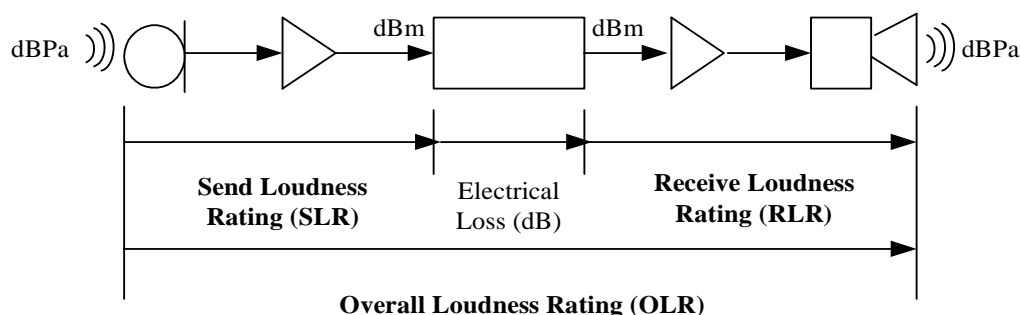 dBPa
dBm
dBm
dBPa
Send Loudness
Rating (SLR)
Electrical
Loss (dB)
Receive Loudness
Rating (RLR)
Overall Loudness Rating (OLR)